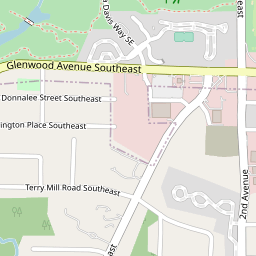 Davis Way SE
Glenwood Avenue Southeast
Donnalee Street Southeast
ington Place Southeast
Terry Mill Road Southeast
2nd Avenue
east
east